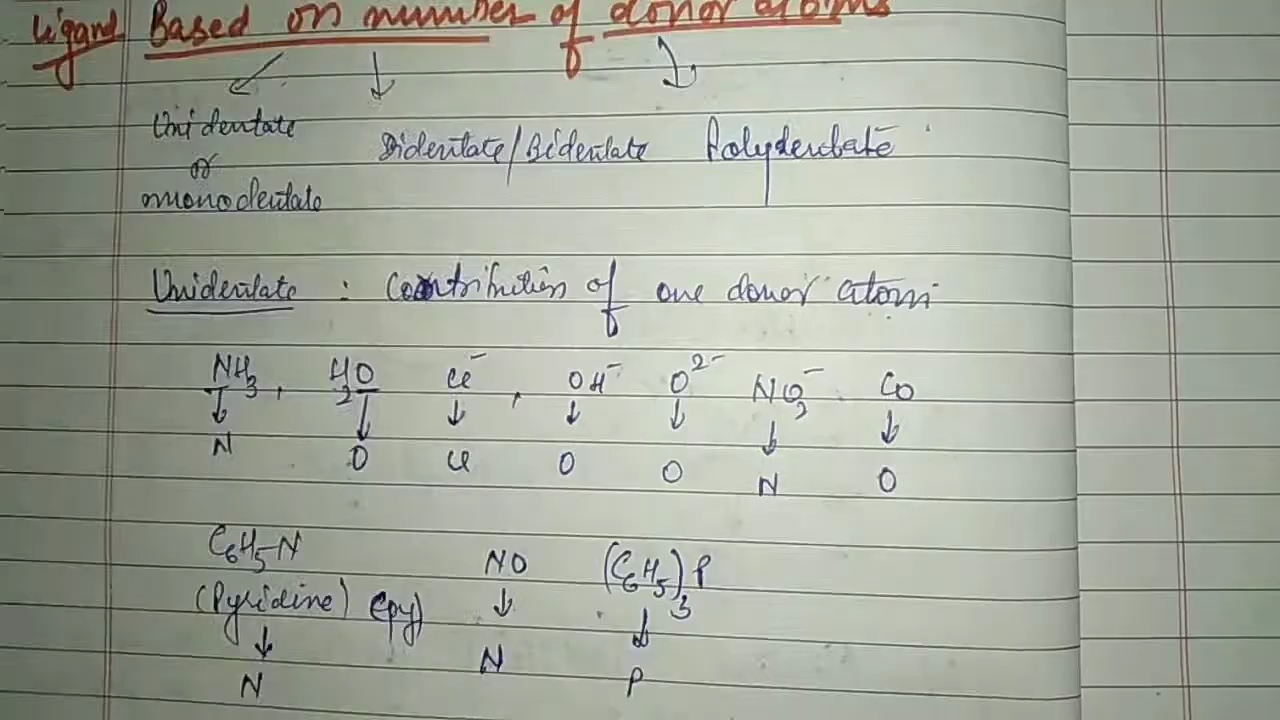 Ligand Based on number of donor atoms
Unidentate Didentate/Bidentate Polydentate
or
monodentate
Unidentate : Contribution of one donor atom
NH3, H2O Cl⁻, OH⁻ O²⁻ NO2⁻ CO
N O Cl O O N O
C6H5N NO (C6H5)3P
(Pyridine) (py)
N N P